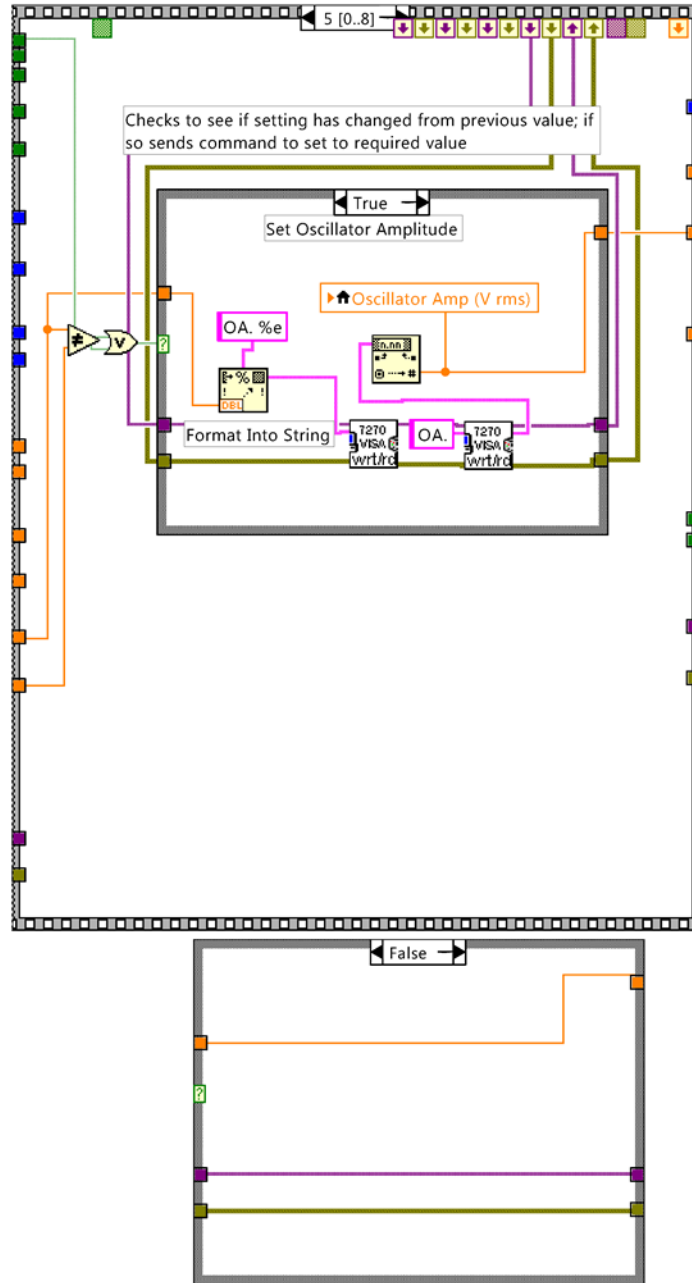 5 [0..8]
Checks to see if setting has changed from previous value; if
so sends command to set to required value
True
Set Oscillator Amplitude
Oscillator Amp (V rms)
OA. %e
n.nn
%
#
DBL
≠
V
?
Format Into String
7270
VISA
wrt/rd
OA.
7270
VISA
wrt/rd
False
?